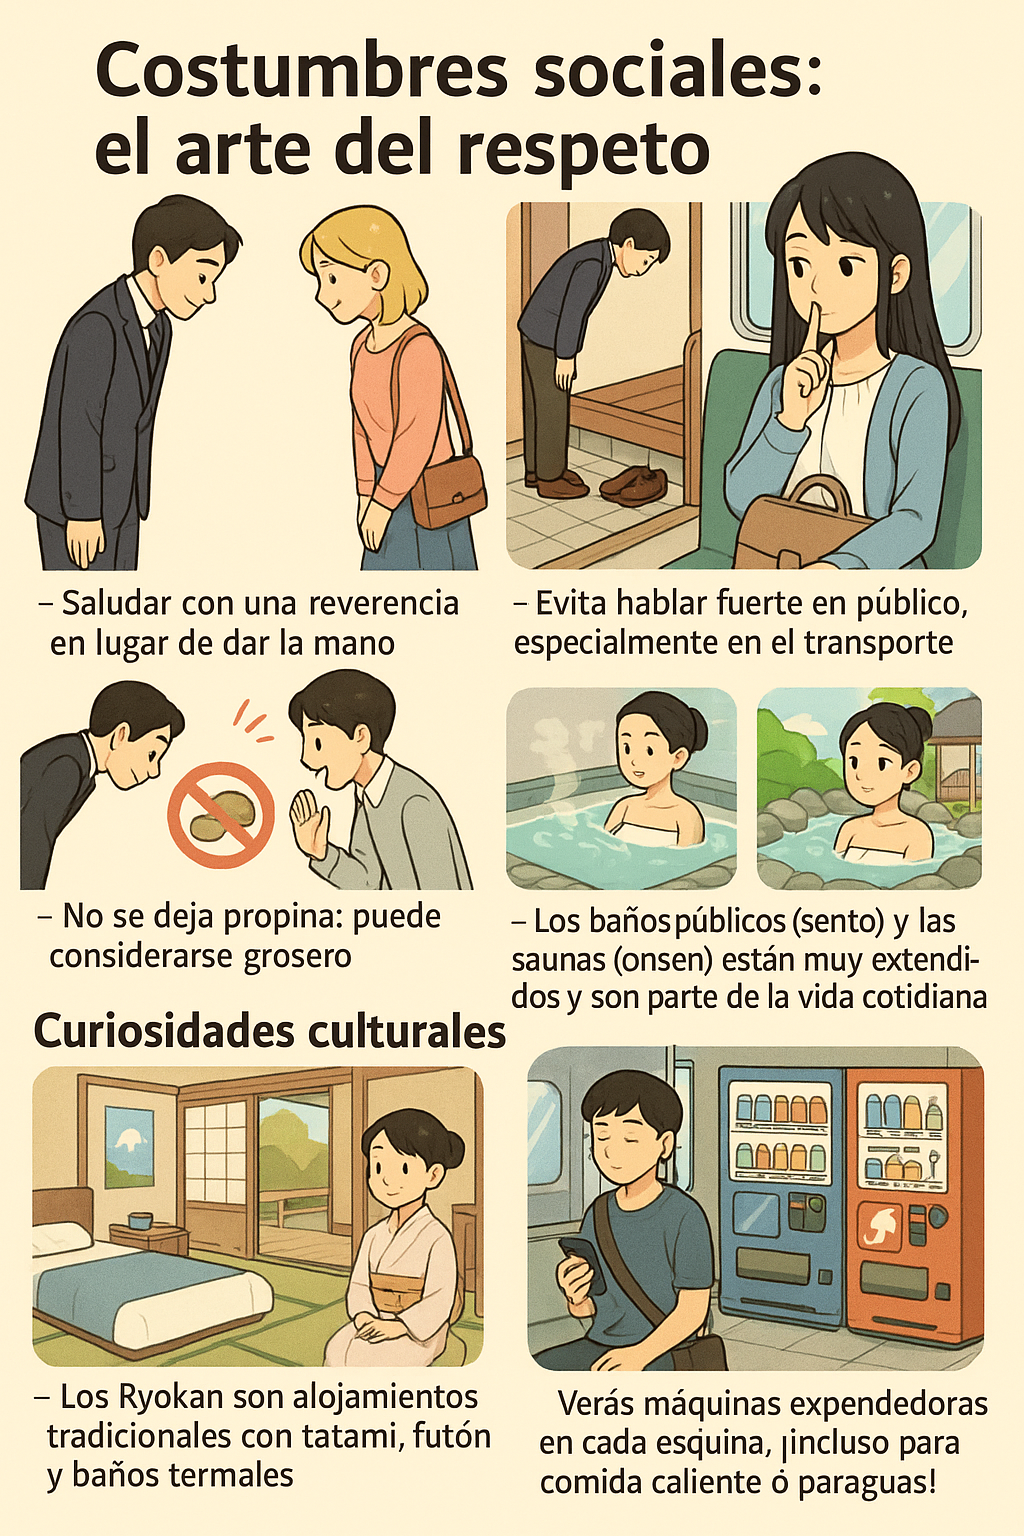 Costumbres sociales:
el arte del respeto
– Saludar con una reverencia
en lugar de dar la mano
– Evita hablar fuerte en público,
especialmente en el transporte
– No se deja propina: puede
considerarse grosero
– Los baños públicos (sento) y las
saunas (onsen) están muy extendi-
dos y son parte de la vida cotidiana
Curiosidades culturales
– Los Ryokan son alojamientos
tradicionales con tatami, futón
y baños termales
Verás máquinas expendedoras
en cada esquina, ¡incluso para
comida caliente ó paraguas!